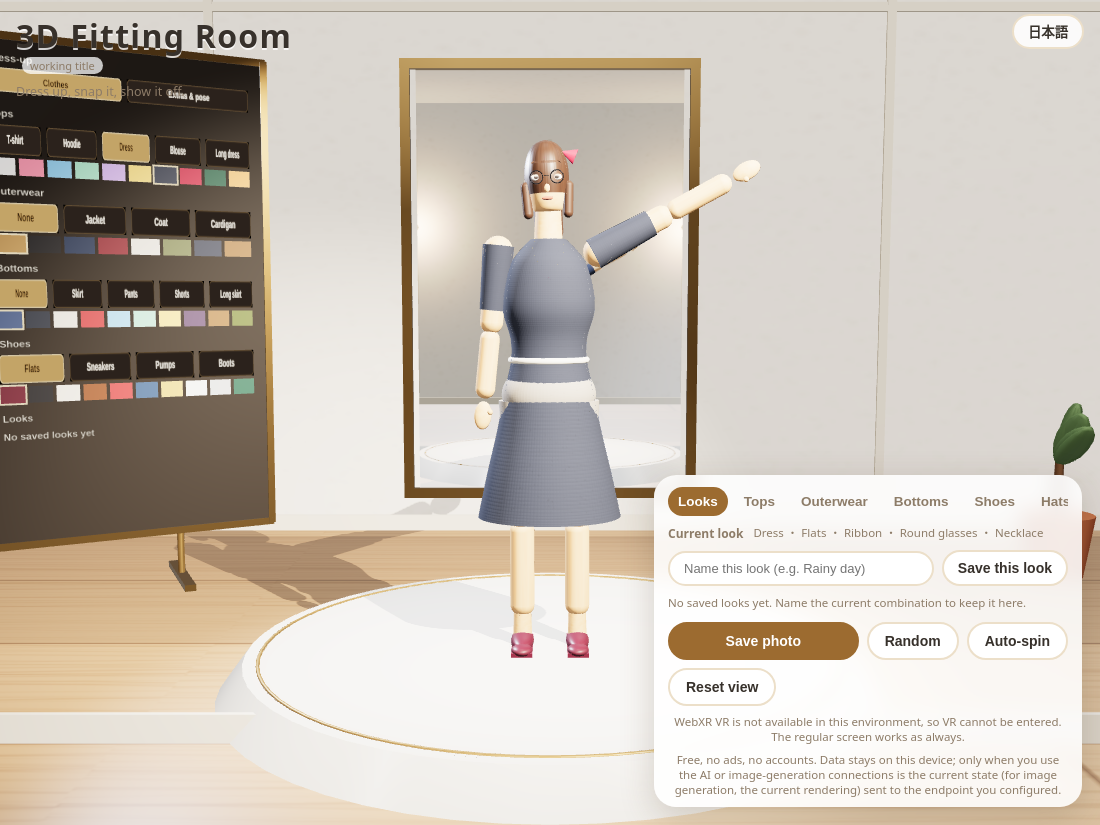 3D Fitting Room
working title
Dress up, snap it, show it off
日本語
Clothes
Extras & pose
T-shirt
Hoodie
Dress
Blouse
Long dress
None
Jacket
Coat
Cardigan
Bottoms
None
Skirt
Pants
Shorts
Long skirt
Shoes
Flats
Sneakers
Pumps
Boots
Looks
No saved looks yet
Looks Tops Outerwear Bottoms Shoes Hats
Current look Dress • Flats • Ribbon • Round glasses • Necklace
Name this look (e.g. Rainy day)
Save this look
No saved looks yet. Name the current combination to keep it here.
Save photo
Random
Auto-spin
Reset view
WebXR VR is not available in this environment, so VR cannot be entered.
The regular screen works as always.
Free, no ads, no accounts. Data stays on this device; only when you use
the AI or image-generation connections is the current state (for image
generation, the current rendering) sent to the endpoint you configured.